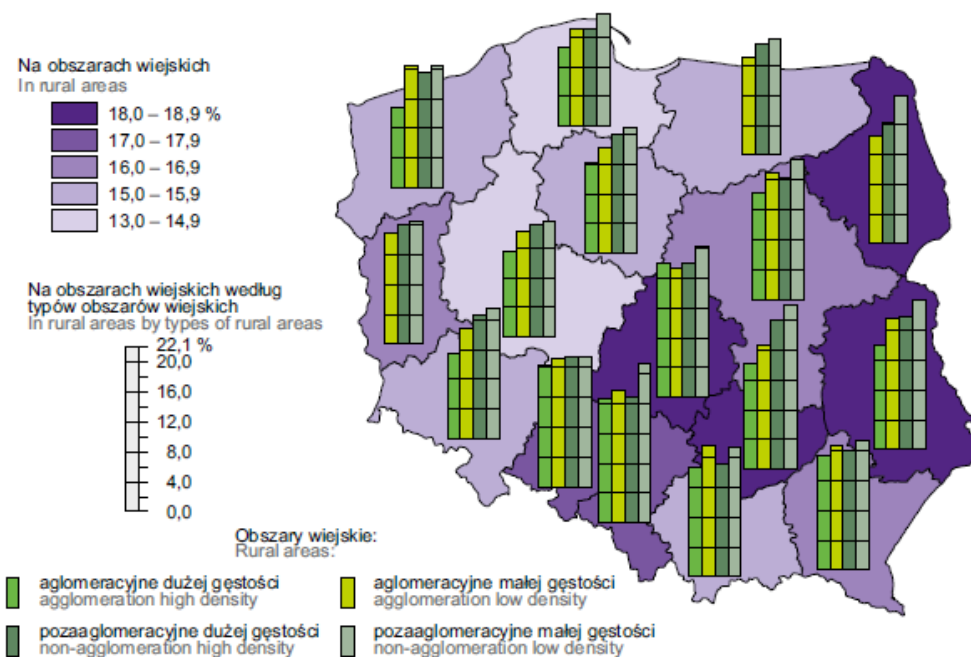 Na obszarach wiejskich
In rural areas
18,0 – 18,9 %
17,0 – 17,9
16,0 – 16,9
15,0 – 15,9
13,0 – 14,9
Na obszarach wiejskich według
typów obszarów wiejskich
In rural areas by types of rural areas
22,1 %
20,0
16,0
12,0
8,0
4,0
0,0
Obszary wiejskie:
Rural areas:
aglomeracyjne dużej gęstości
agglomeration high density
aglomeracyjne małej gęstości
agglomeration low density
pozaaglomeracyjne dużej gęstości
non-agglomeration high density
pozaaglomeracyjne małej gęstości
non-agglomeration low density